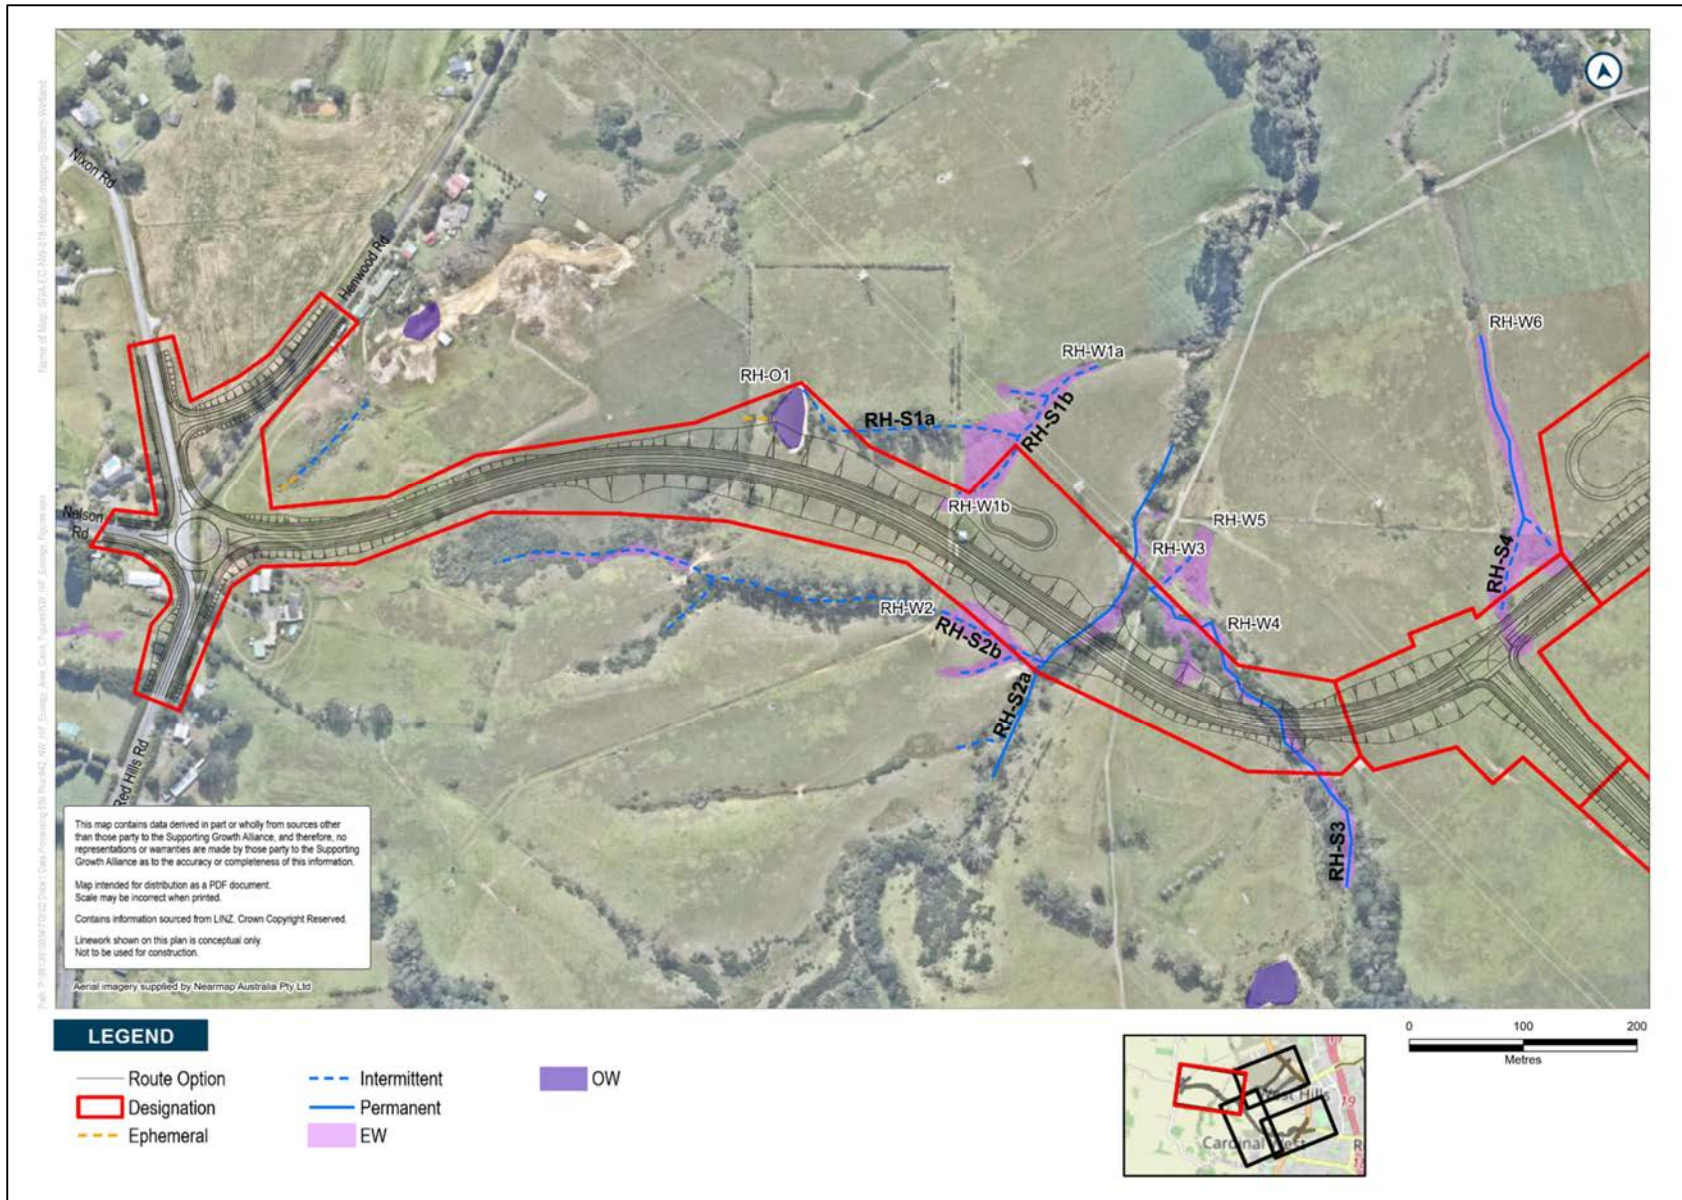 Nixon Rd
Henwood Rd
RH-W6
RH-W1a
RH-O1
RH-S1a
RH-S1b
RH-W1b
Nelson
Rd
RH-W5
RH-W3
RH-S4
RH-W2
RH-W4
RH-S2b
RH-S2a
Red Hills Rd
RH-S3
This map contains data derived in part or wholly from sources other
than those party to the Supporting Growth Alliance, and therefore, no
representations or warranties are made by those party to the Supporting
Growth Alliance as to the accuracy or completeness of this information.
Map intended for distribution as a PDF document.
Scale may be incorrect when printed.
Contains information sourced from LINZ. Crown Copyright Reserved.
Linework shown on this plan is conceptual only.
Not to be used for construction.
Aerial imagery supplied by Nearmap Australia Pty Ltd
LEGEND
Route Option
Designation
Ephemeral
Intermittent
Permanent
EW
OW
0 100 200
Metres
Hills
19
Cardinal West